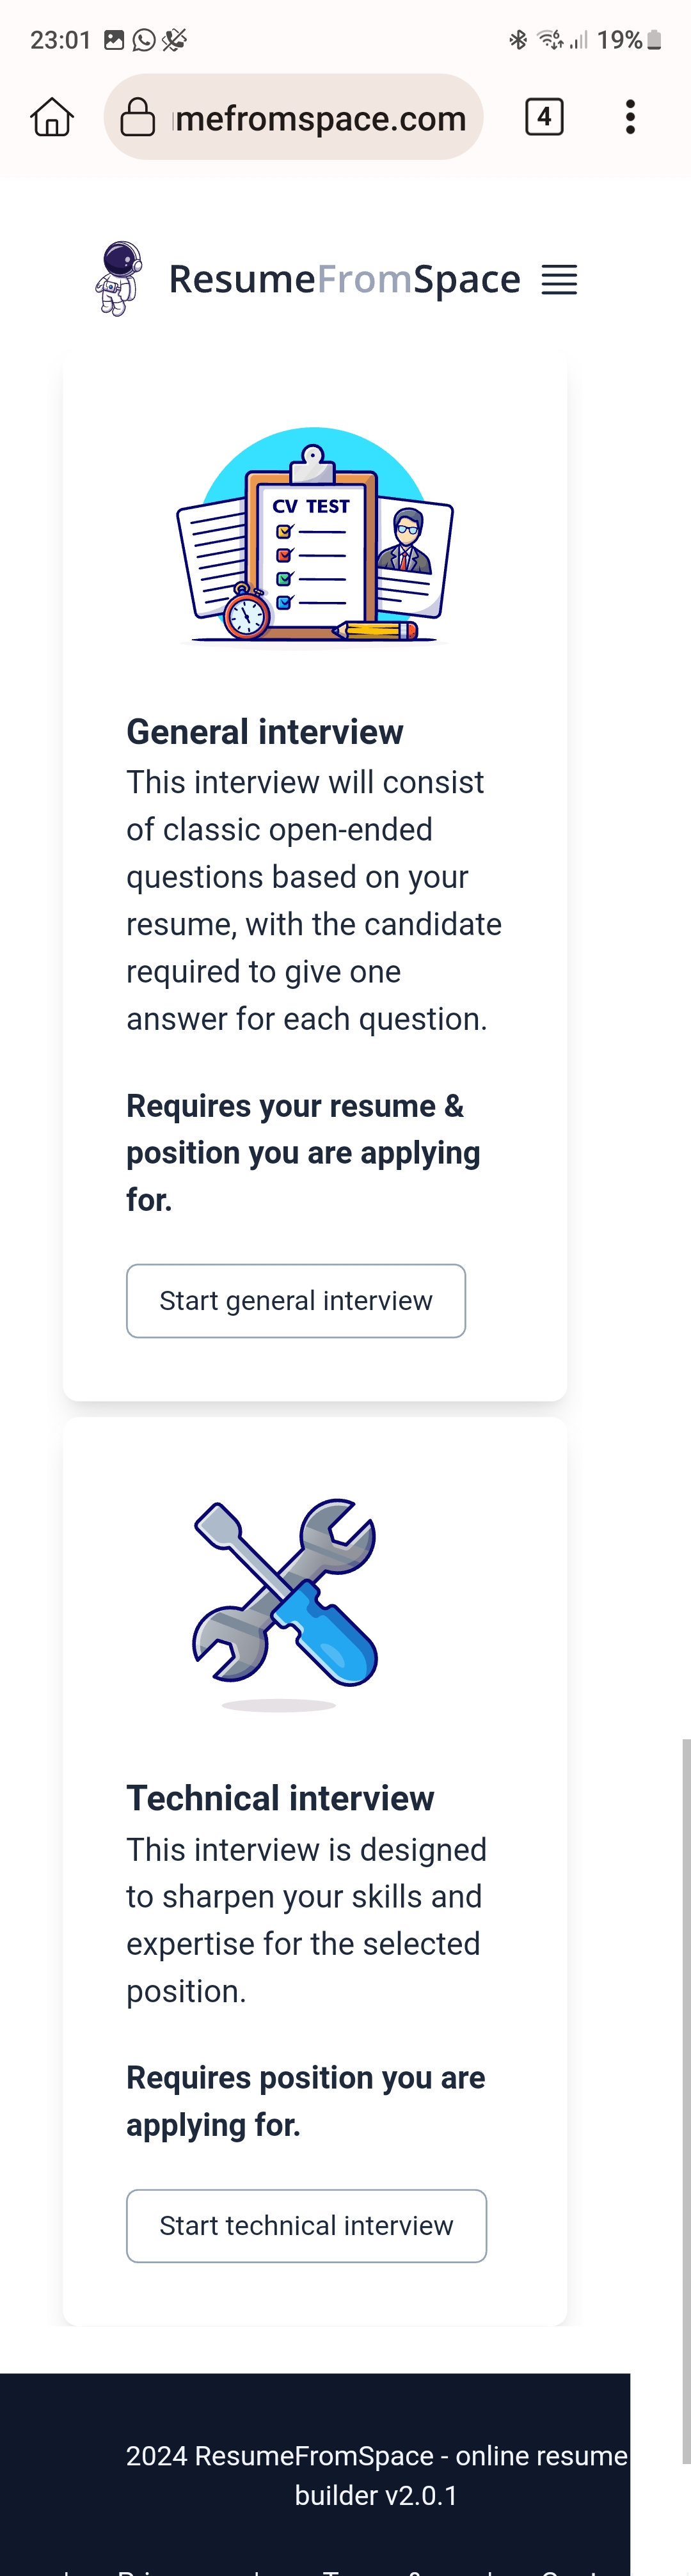 23:01 19%
mefromspace.com 4
ResumeFromSpace
CV TEST
General interview
This interview will consist
of classic open-ended
questions based on your
resume, with the candidate
required to give one
answer for each question.
Requires your resume &
position you are applying
for.
Start general interview
Technical interview
This interview is designed
to sharpen your skills and
expertise for the selected
position.
Requires position you are
applying for.
Start technical interview
2024 ResumeFromSpace - online resume
builder v2.0.1